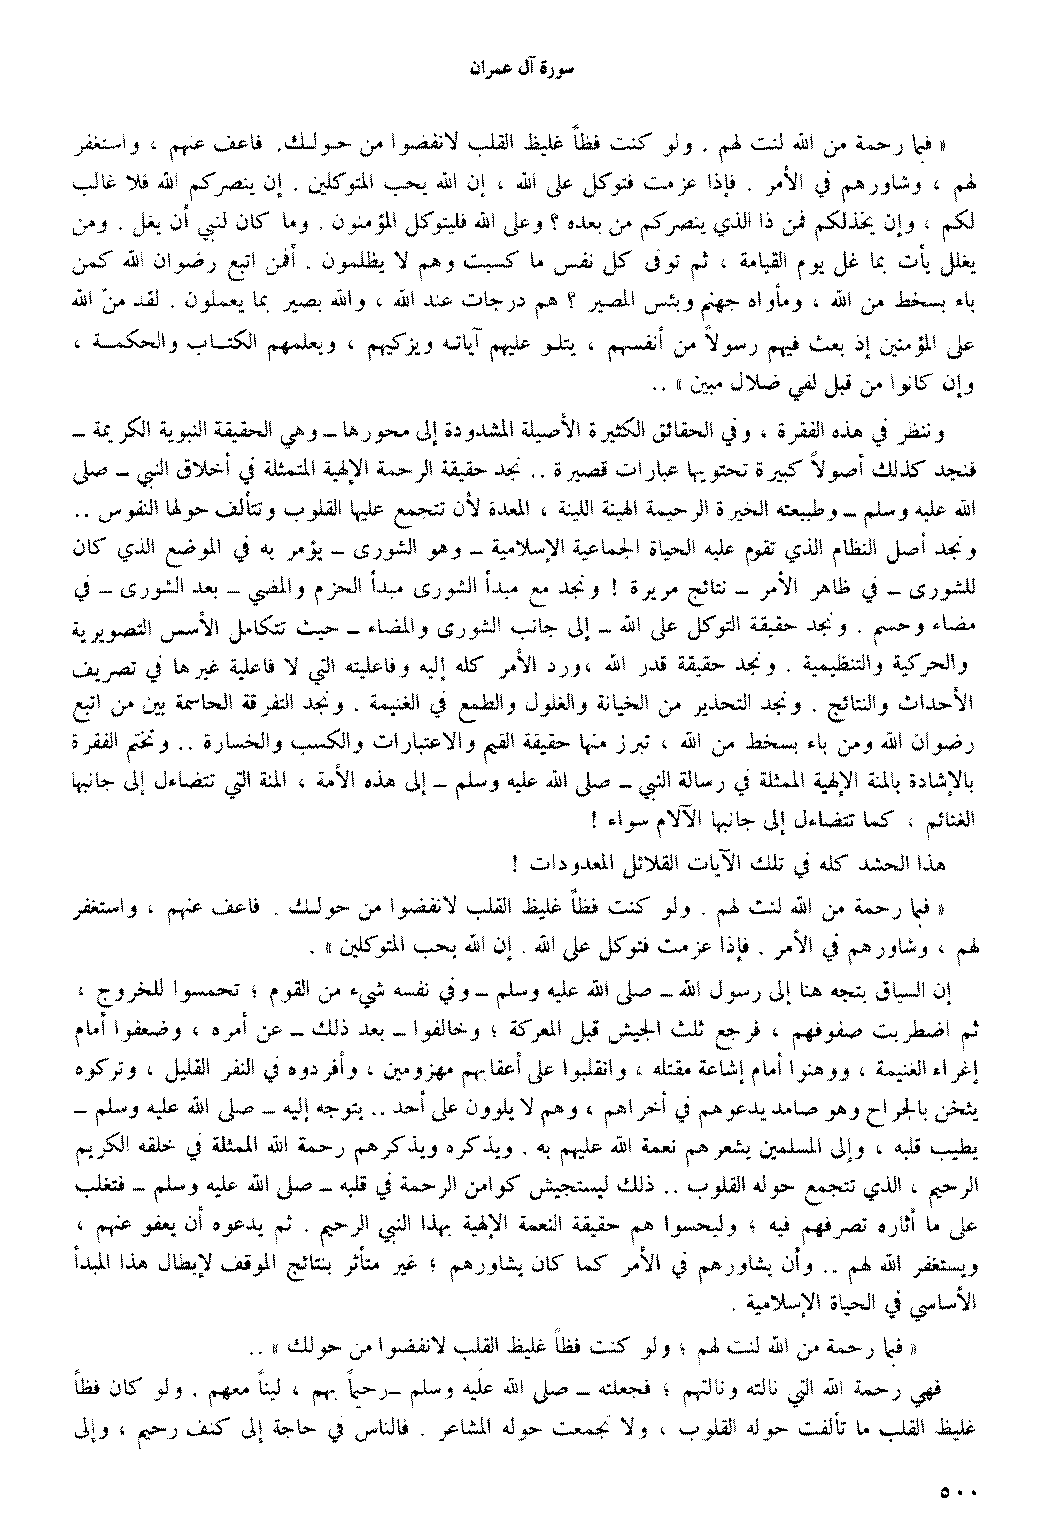 سورة آل عمران
« فبما رحمة من الله لنت لهم . ولو كنت فظاً غليظ القلب لانفضوا من حولك. فاعف عنهم ، واستغفر
لهم ، وشاورهم في الأمر . فإذا عزمت فتوكل على الله ، إن الله يحب المتوكلين . إن ينصركم الله فلا غالب
لكم ، وإن يخذلكم فمن ذا الذي ينصركم من بعده ؟ وعلى الله فليتوكل المؤمنون . وما كان لنبي أن يغل . ومن
يغلل يأت بما غل يوم القيامة ، ثم توفى كل نفس ما كسبت وهم لا يظلمون . أفمن اتبع رضوان الله كمن
باء بسخط من الله ، ومأواه جهنم وبئس المصير ؟ هم درجات عند الله ، والله بصير بما يعملون . لقد منّ الله
على المؤمنين إذ بعث فيهم رسولاً من أنفسهم ، يتلو عليهم آياته ويزكيهم ، ويعلمهم الكتاب والحكمة ،
وإن كانوا من قبل لفي ضلال مبين » ..
وننظر في هذه الفقرة ، وفي الحقائق الكثيرة الأصيلة المشدودة إلى محورها ــ وهي الحقيقة النبوية الكريمة ــ
فنجد كذلك أصولاً كبيرة تحتويها عبارات قصيرة .. نجد حقيقة الرحمة الإلهية المتمثلة في أخلاق النبي ــ صلى
الله عليه وسلم ــ وطبيعته الخيرة الرحيمة الهينة اللينة ، المعدة لأن تتجمع عليها القلوب وتتألف حولها النفوس ..
ونجد أصل النظام الذي تقوم عليه الحياة الجماعية الإسلامية ــ وهو الشورى ــ يؤمر به في الموضع الذي كان
للشورى ــ في ظاهر الأمر ــ نتائج مريرة ! ونجد مع مبدأ الشورى مبدأ الحزم والمضي ــ بعد الشورى ــ في
مضاء وحسم . ونجد حقيقة التوكل على الله ــ إلى جانب الشورى والمضاء ــ حيث تتكامل الأسس التصويرية
والحركية والتنظيمية . ونجد حقيقة قدر الله ،ورد الأمر كله إليه وفاعليته التي لا فاعلية غيرها في تصريف
الأحداث والنتائج . ونجد التحذير من الخيانة والغلول والطمع في الغنيمة . ونجد التفرقة الحاسمة بين من اتبع
رضوان الله ومن باء بسخط من الله ، تبرز منها حقيقة القيم والاعتبارات والكسب والخسارة .. وتختم الفقرة
بالإشادة بالمنة الإلهية الممثلة في رسالة النبي ــ صلى الله عليه وسلم ــ إلى هذه الأمة ، المنة التي تتضاءل إلى جانبها
الغنائم ، كما تتضاءل إلى جانبها الآلام سواء !
هذا الحشد كله في تلك الآيات القلائل المعدودات !
« فبما رحمة من الله لنت لهم . ولو كنت فظاً غليظ القلب لانفضوا من حولك . فاعف عنهم ، واستغفر
لهم ، وشاورهم في الأمر . فإذا عزمت فتوكل على الله . إن الله يحب المتوكلين » .
إن السياق يتجه هنا إلى رسول الله ــ صلى الله عليه وسلم ــ وفي نفسه شيء من القوم ؛ تحمسوا للخروج ،
ثم اضطربت صفوفهم ، فرجع ثلث الجيش قبل المعركة ؛ وخالفوا ــ بعد ذلك ــ عن أمره ، وضعفوا أمام
إغراء الغنيمة ، ووهنوا أمام إشاعة مقتله ، وانقلبوا على أعقابهم مهزومين ، وأفردوه في النفر القليل ، وتركوه
يثخن بالجراح وهو صامد يدعوهم في أخراهم ، وهم لا يلوون على أحد .. يتوجه إليه ــ صلى الله عليه وسلم ــ
يطيب قلبه ، وإلى المسلمين يشعرهم نعمة الله عليهم به . ويذكره ويذكرهم رحمة الله الممثلة في خلقه الكريم
الرحيم ، الذي تتجمع حوله القلوب .. ذلك ليستجيش كوامن الرحمة في قلبه ــ صلى الله عليه وسلم ــ فتغلب
على ما أثاره تصرفهم فيه ؛ وليحسوا هم حقيقة النعمة الإلهية بهذا النبي الرحيم . ثم يدعوه أن يعفو عنهم ،
ويستغفر الله لهم .. وأن يشاورهم في الأمر كما كان يشاورهم ؛ غير متأثر بنتائج الموقف لإبطال هذا المبدأ
الأساسي في الحياة الإسلامية .
« فبما رحمة من الله لنت لهم ؛ ولو كنت فظاً غليظ القلب لانفضوا من حولك » ..
فهي رحمة الله التي نالته ونالتهم ؛ فجعلته ــ صلى الله عليه وسلم ــ رحيماً بهم ، ليناً معهم . ولو كان فظاً
غليظ القلب ما تألفت حوله القلوب ، ولا تجمعت حوله المشاعر . فالناس في حاجة إلى كنف رحيم ، وإلى
٥٠٠